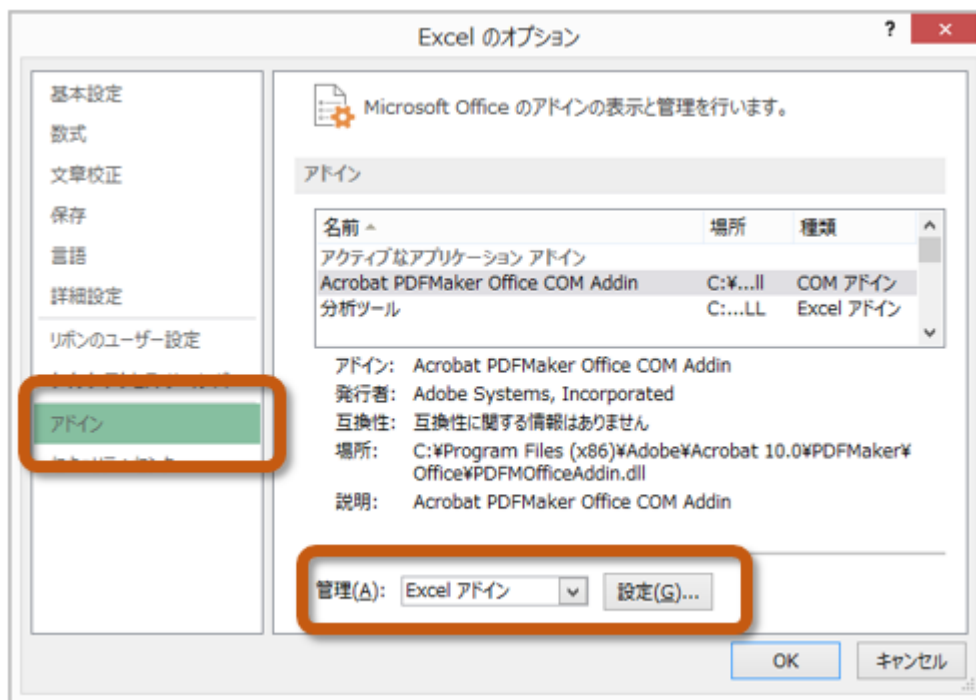 Excel のオプション
?
基本設定
数式
文章校正
保存
言語
詳細設定
リボンのユーザー設定
アドイン
Microsoft Office のアドインの表示と管理を行います。
アドイン
名前 場所 種類
アクティブなアプリケーション アドイン
Acrobat PDFMaker Office COM Addin C:¥...ll COM アドイン
分析ツール C:...LL Excel アドイン
アドイン: Acrobat PDFMaker Office COM Addin
発行者: Adobe Systems, Incorporated
互換性: 互換性に関する情報はありません
場所: C:¥Program Files (x86)¥Adobe¥Acrobat 10.0¥PDFMaker¥
Office¥PDFMOfficeAddin.dll
説明: Acrobat PDFMaker Office COM Addin
管理(A): Excel アドイン 設定(G)...
OK キャンセル